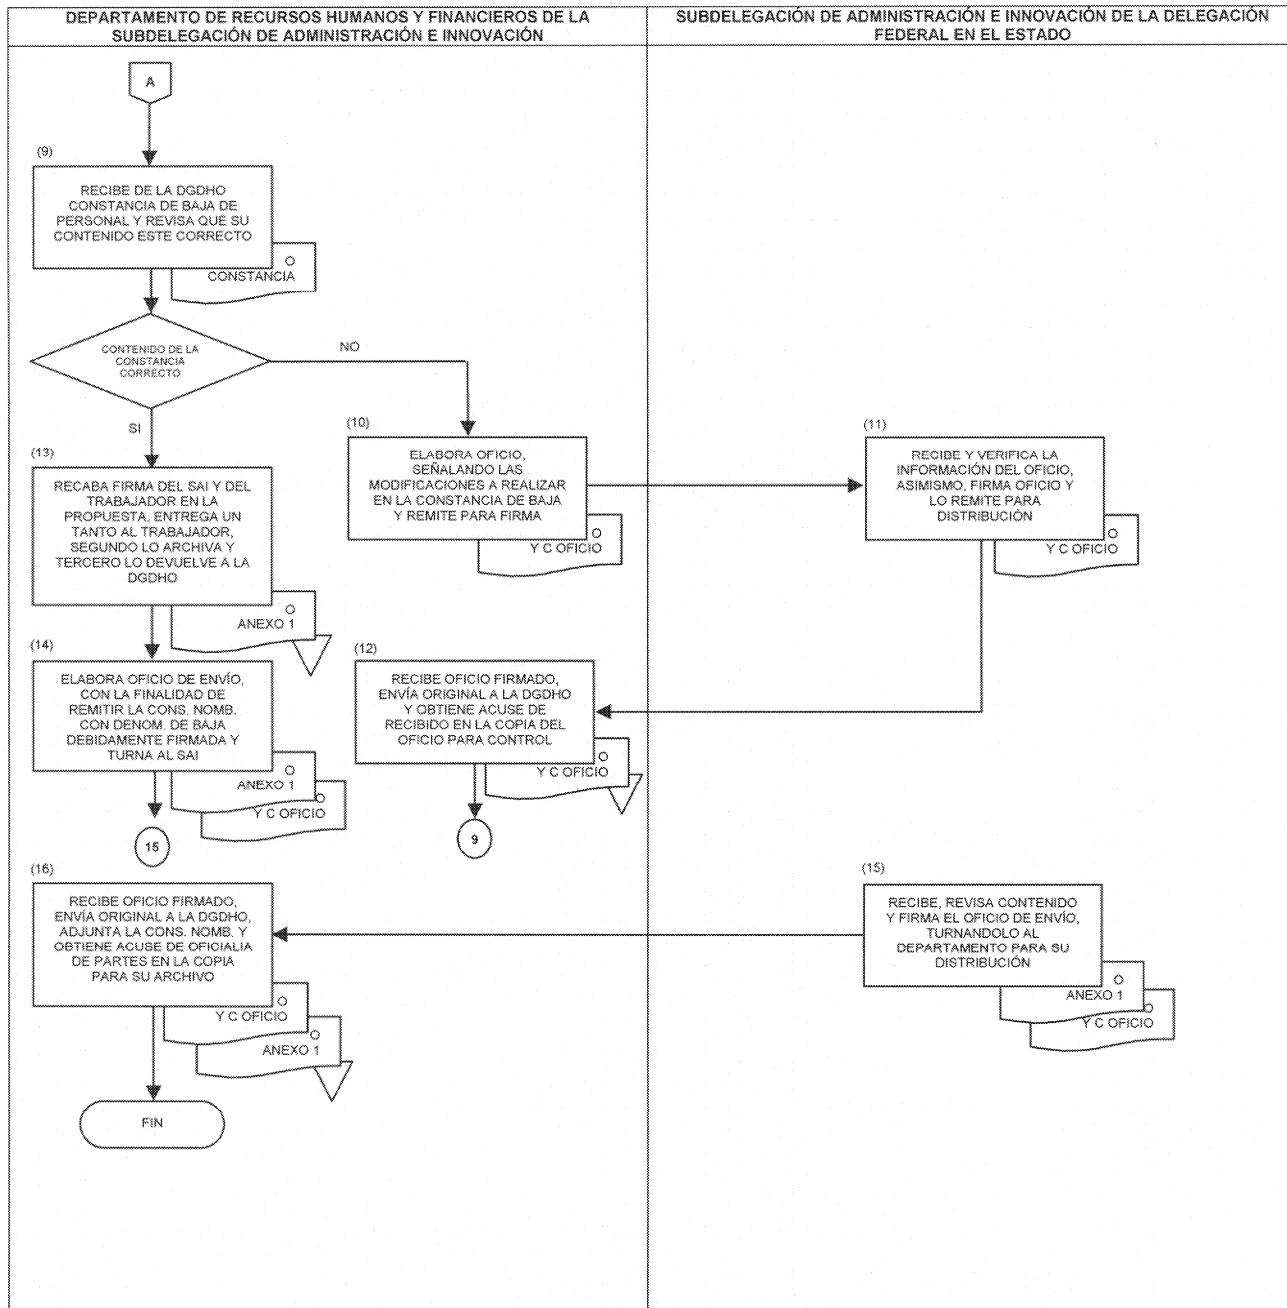 DEPARTAMENTO DE RECURSOS HUMANOS Y FINANCIEROS DE LA
SUBDELEGACIÓN DE ADMINISTRACIÓN E INNOVACIÓN
SUBDELEGACIÓN DE ADMINISTRACIÓN E INNOVACIÓN DE LA DELEGACIÓN
FEDERAL EN EL ESTADO
A
(9)
RECIBE DE LA DGDHO
CONSTANCIA DE BAJA DE
PERSONAL Y REVISA QUE SU
CONTENIDO ESTE CORRECTO
O
CONSTANCIA
CONTENIDO DE LA
CONSTANCIA
CORRECTO
NO
SI
(10)
ELABORA OFICIO,
SEÑALANDO LAS
MODIFICACIONES A REALIZAR
EN LA CONSTANCIA DE BAJA
Y REMITE PARA FIRMA
O
Y C OFICIO
(11)
RECIBE Y VERIFICA LA
INFORMACIÓN DEL OFICIO,
ASIMISMO, FIRMA OFICIO Y
LO REMITE PARA
DISTRIBUCIÓN
O
Y C OFICIO
(13)
RECABA FIRMA DEL SAI Y DEL
TRABAJADOR EN LA
PROPUESTA, ENTREGA UN
TANTO AL TRABAJADOR,
SEGUNDO LO ARCHIVA Y
TERCERO LO DEVUELVE A LA
DGDHO
O
ANEXO 1
(14)
ELABORA OFICIO DE ENVÍO,
CON LA FINALIDAD DE
REMITIR LA CONS. NOMB.
CON DENOM. DE BAJA
DEBIDAMENTE FIRMADA Y
TURNA AL SAI
O
ANEXO 1
O
Y C OFICIO
15
(12)
RECIBE OFICIO FIRMADO,
ENVÍA ORIGINAL A LA DGDHO
Y OBTIENE ACUSE DE
RECIBIDO EN LA COPIA DEL
OFICIO PARA CONTROL
O
Y C OFICIO
9
(16)
RECIBE OFICIO FIRMADO,
ENVÍA ORIGINAL A LA DGDHO,
ADJUNTA LA CONS. NOMB. Y
OBTIENE ACUSE DE OFICIALIA
DE PARTES EN LA COPIA
PARA SU ARCHIVO
O
Y C OFICIO
O
ANEXO 1
(15)
RECIBE, REVISA CONTENIDO
Y FIRMA EL OFICIO DE ENVÍO,
TURNANDOLO AL
DEPARTAMENTO PARA SU
DISTRIBUCIÓN
O
ANEXO 1
O
Y C OFICIO
FIN